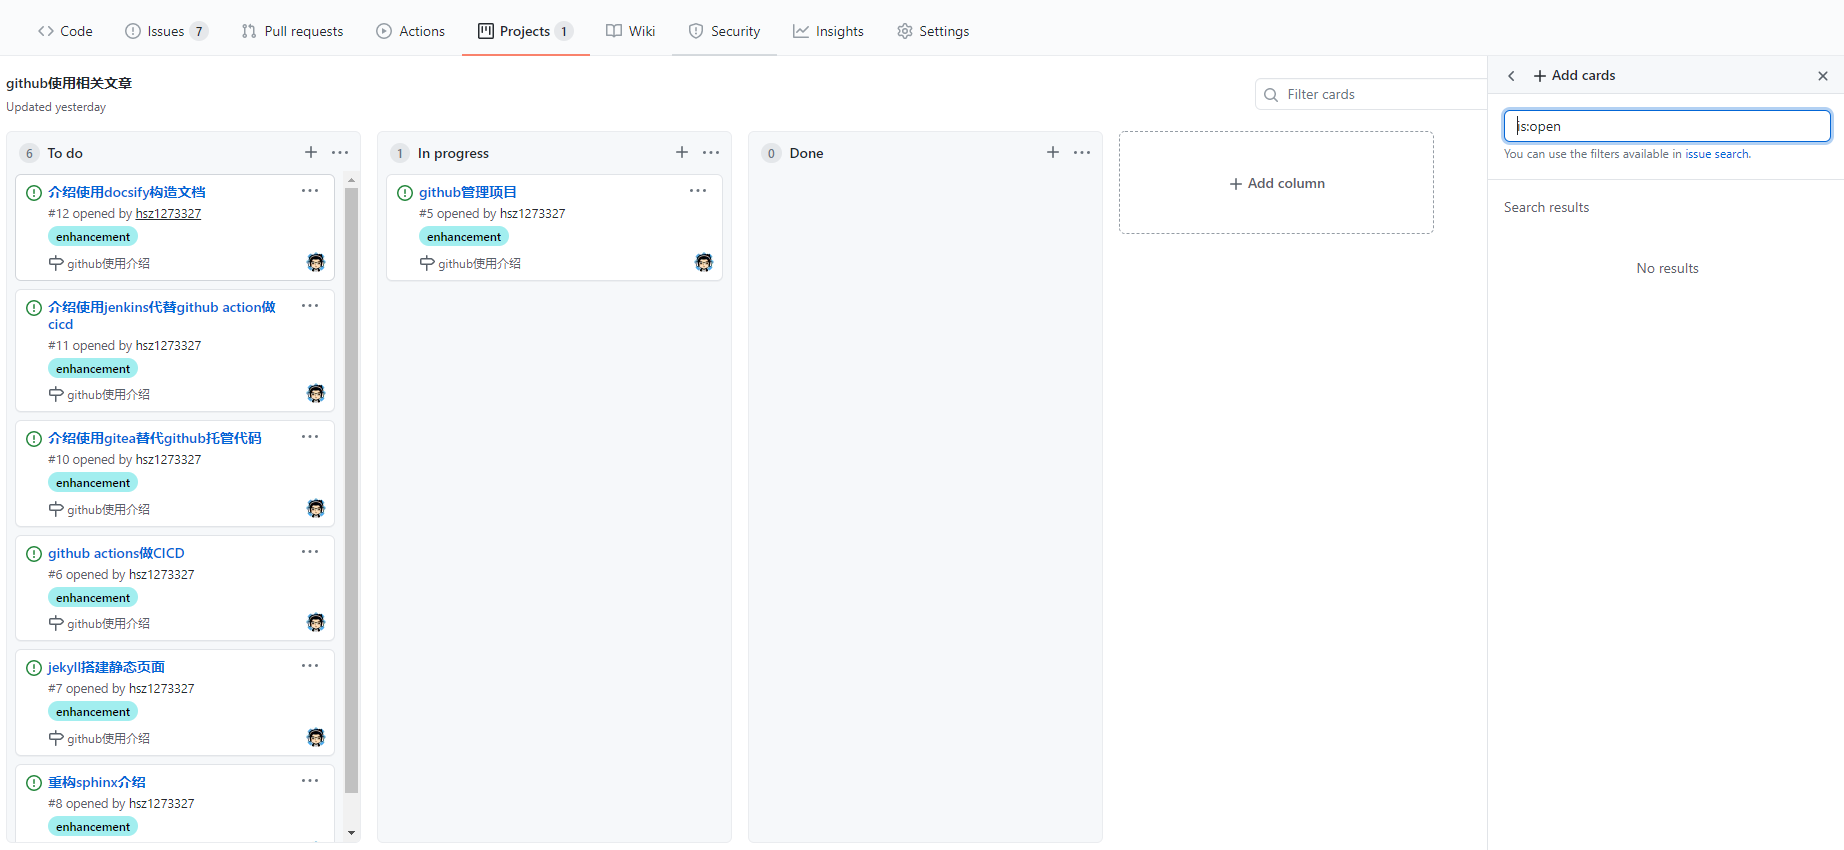 Code
Issues 7
Pull requests
Actions
Projects 1
Wiki
Security
Insights
Settings
github使用相关文章
Updated yesterday
Filter cards
6 To do
介绍使用docsify构造文档
#12 opened by hsz1273327
enhancement
github使用介绍
介绍使用jenkins代替github action做
cicd
#11 opened by hsz1273327
enhancement
github使用介绍
介绍使用gitea替代github托管代码
#10 opened by hsz1273327
enhancement
github使用介绍
github actions做CICD
#6 opened by hsz1273327
enhancement
github使用介绍
jekyll搭建静态页面
#7 opened by hsz1273327
enhancement
github使用介绍
重构sphinx介绍
#8 opened by hsz1273327
enhancement
1 In progress
github管理项目
#5 opened by hsz1273327
enhancement
github使用介绍
0 Done
Add column
Add cards
is:open
You can use the filters available in issue search.
Search results
No results